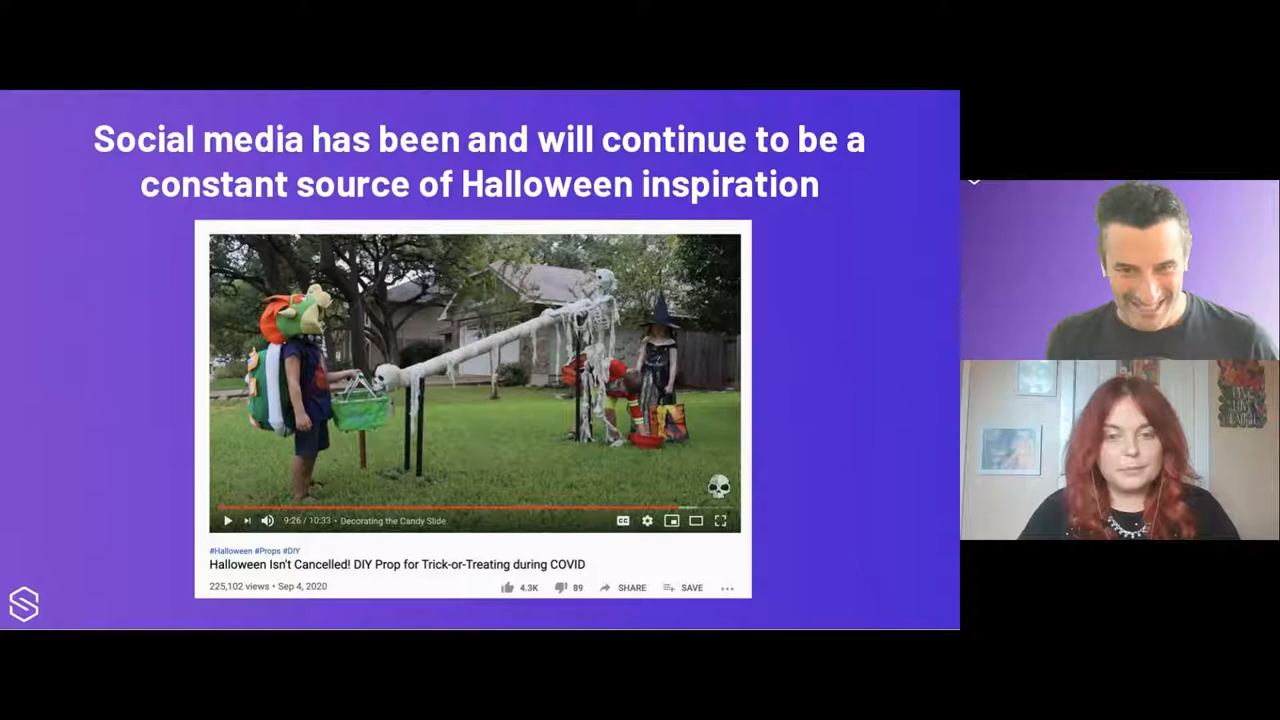 Social media has been and will continue to be a
constant source of Halloween inspiration
9:26 / 10:33 • Decorating the Candy Slide
CC
#Halloween #Props #DIY
Halloween Isn't Cancelled! DIY Prop for Trick-or-Treating during COVID
225,102 views • Sep 4, 2020
4.3K 89 SHARE SAVE